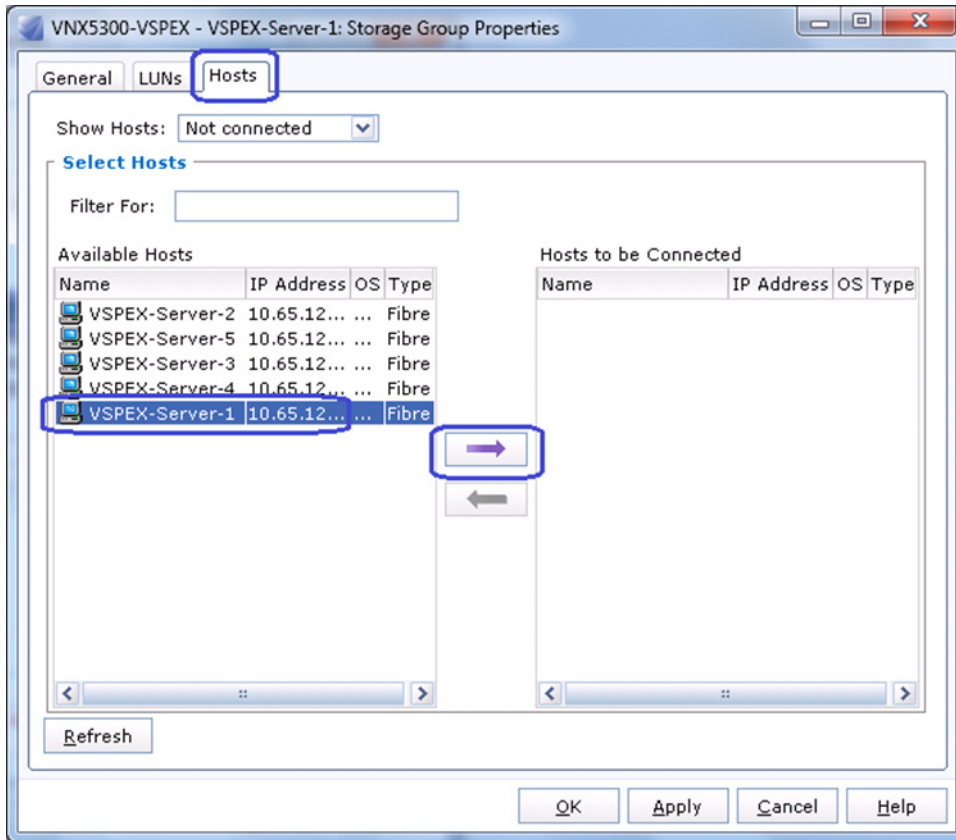 VNX5300-VSPEX - VSPEX-Server-1: Storage Group Properties
General LUNs Hosts
Show Hosts: Not connected
Select Hosts
Filter For:
Available Hosts
Name IP Address OS Type
VSPEX-Server-2 10.65.12... ... Fibre
VSPEX-Server-5 10.65.12... ... Fibre
VSPEX-Server-3 10.65.12... ... Fibre
VSPEX-Server-4 10.65.12... ... Fibre
VSPEX-Server-1 10.65.12... ... Fibre
Hosts to be Connected
Name IP Address OS Type
Refresh
OK Apply Cancel Help